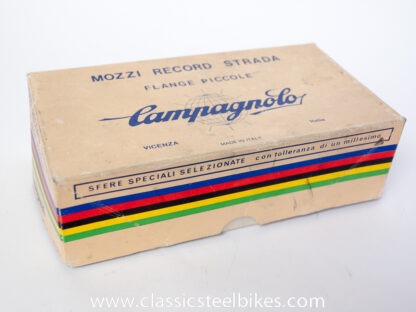 MOZZI RECORD STRADA
FLANGE PICCOLE
Campagnolo
VICENZA MADE IN ITALY Italia
SFERE SPECIALI SELEZIONATE con tolleranza di un millesimo
www.classicsteelbikes.com